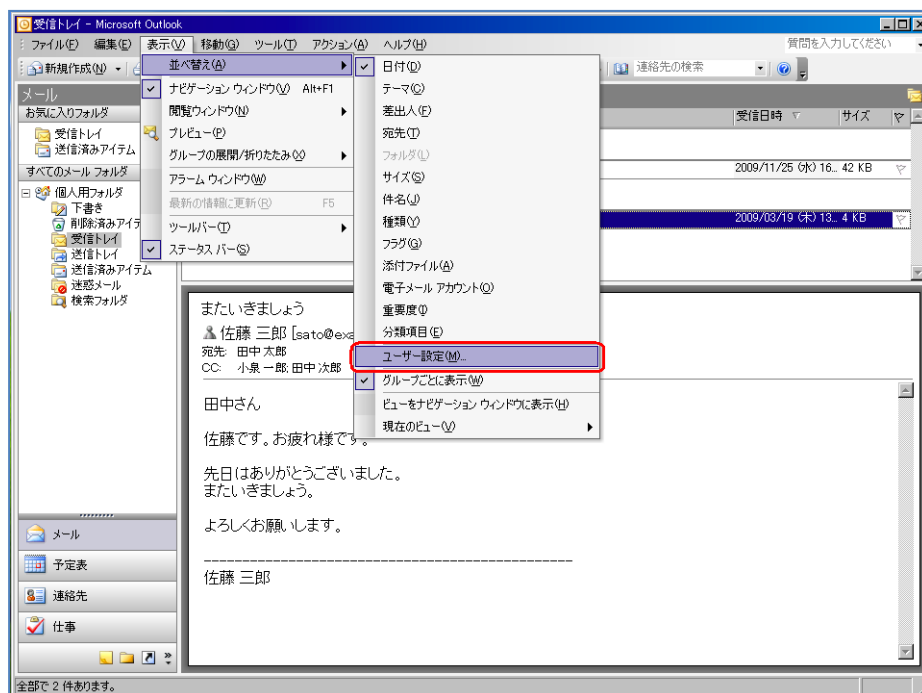 受信トレイ - Microsoft Outlook
ファイル(F) 編集(E) 表示(V) 移動(G) ツール(T) アクション(A) ヘルプ(H)
質問を入力してください
新規作成(N)
連絡先の検索
並べ替え(A)
ナビゲーション ウィンドウ(V) Alt+F1
閲覧ウィンドウ(N)
プレビュー(P)
グループの展開/折りたたみ(X)
アラーム ウィンドウ(W)
最新の情報に更新(R) F5
ツールバー(T)
ステータス バー(S)
日付(D)
テーマ(C)
差出人(F)
宛先(T)
フォルダ(L)
サイズ(S)
件名(J)
種類(Y)
フラグ(G)
添付ファイル(A)
電子メール アカウント(O)
重要度(I)
分類項目(E)
ユーザー設定(M)...
グループごとに表示(W)
ビューをナビゲーション ウィンドウに表示(H)
現在のビュー(V)
メール
お気に入りフォルダ
受信トレイ
送信済みアイテム
すべてのメール フォルダ
個人用フォルダ
下書き
削除済みアイテ
受信トレイ
送信トレイ
送信済みアイテム
迷惑メール
検索フォルダ
受信日時 サイズ
2009/11/25 (水) 16... 42 KB
2009/03/19 (木) 13... 4 KB
またいきましょう
佐藤 三郎 [sato@exa
宛先: 田中 太郎
CC: 小泉 一郎; 田中 次郎
田中さん
佐藤です。お疲れ様です。
先日はありがとうございました。
またいきましょう。
よろしくお願いします。
------------------------------------------------
佐藤 三郎
メール
予定表
連絡先
仕事
全部で 2 件あります。